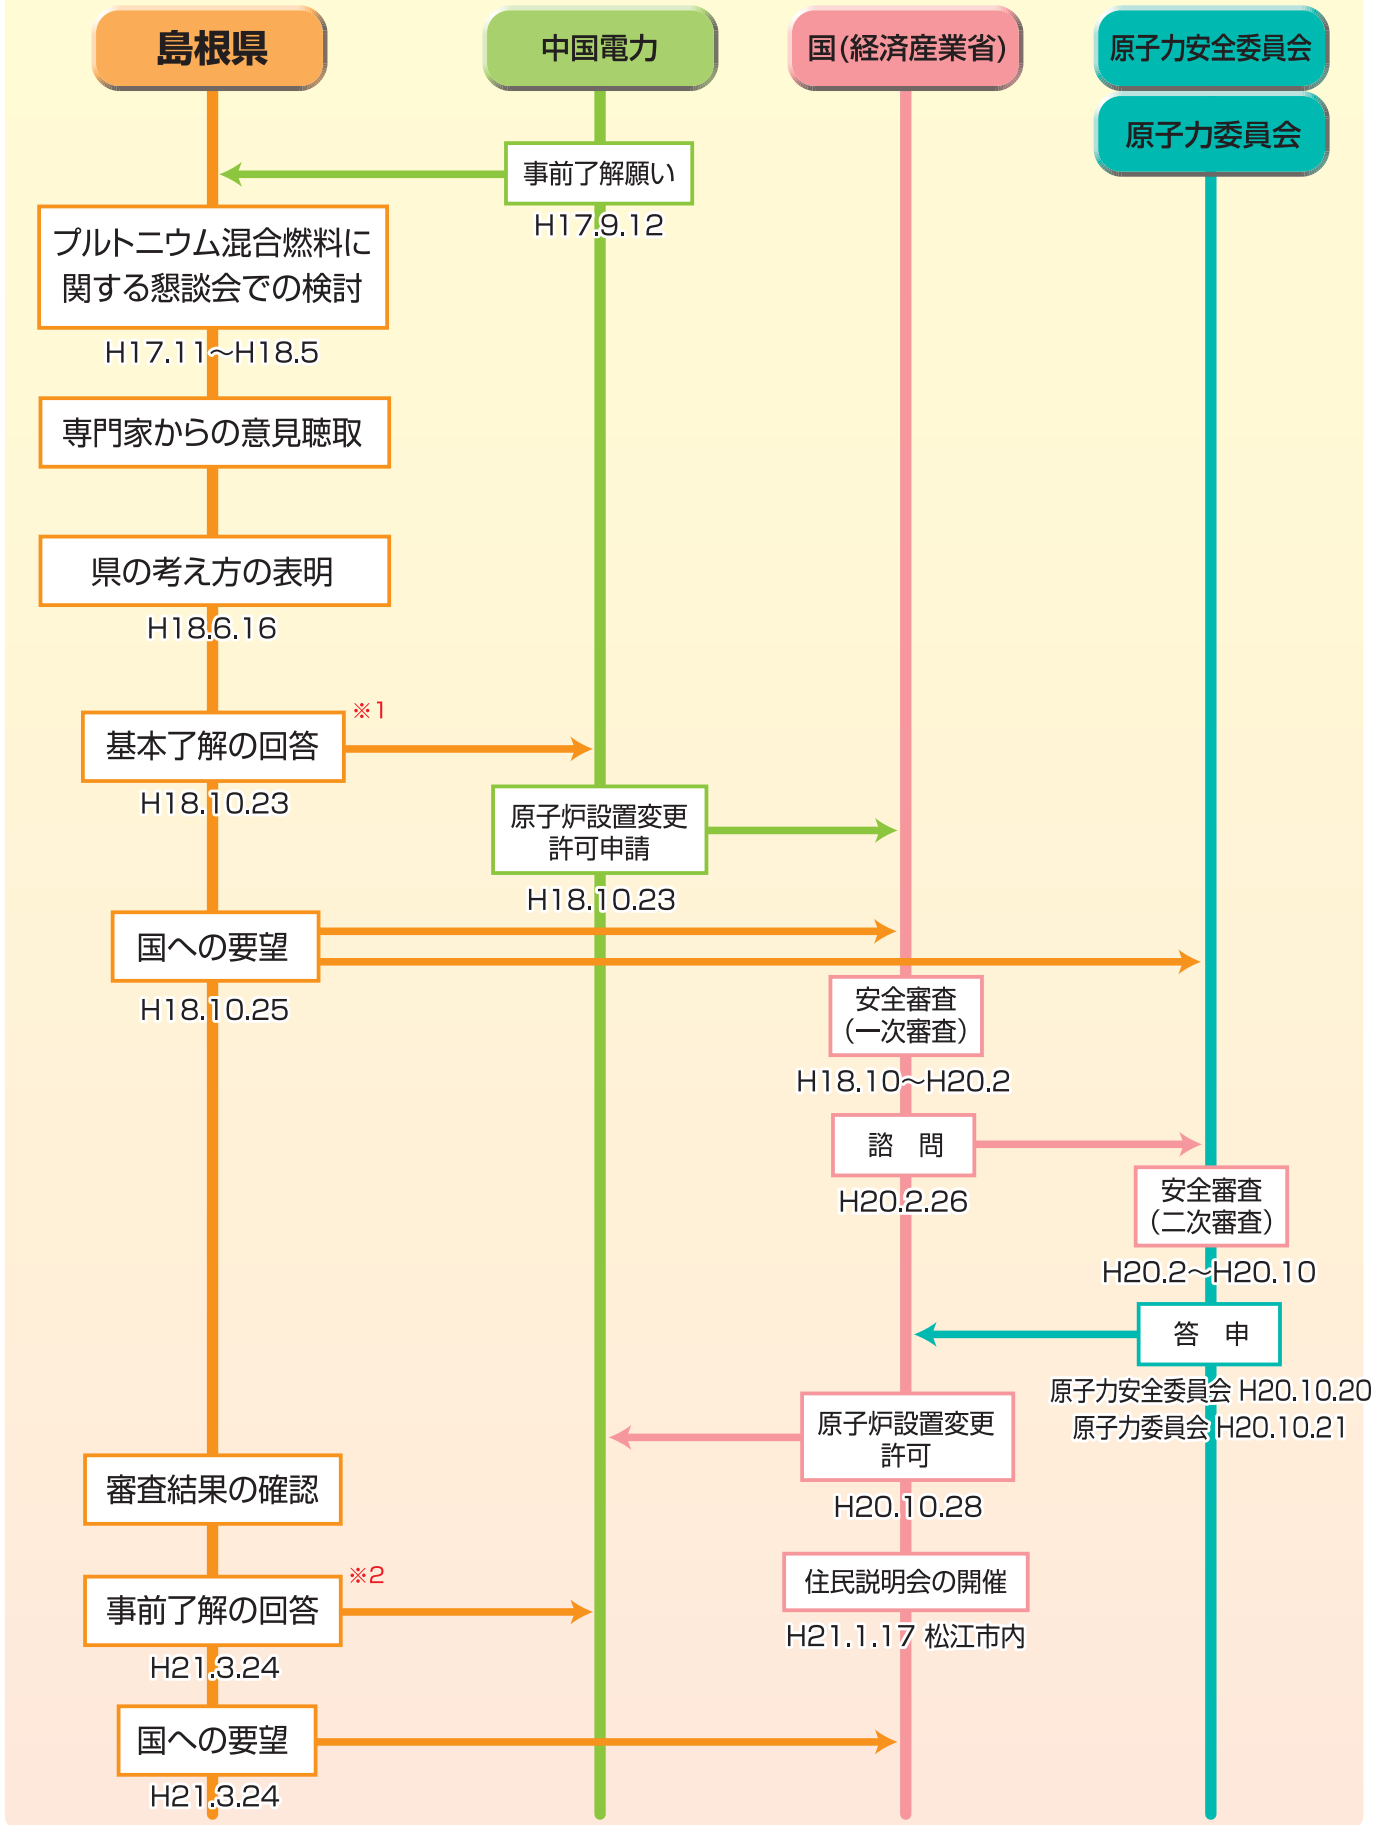 島根県
中国電力
国(経済産業省)
原子力安全委員会
原子力委員会
事前了解願い
H17.9.12
プルトニウム混合燃料に
関する懇談会での検討
H17.11～H18.5
専門家からの意見聴取
県の考え方の表明
H18.6.16
※1
基本了解の回答
H18.10.23
原子炉設置変更
許可申請
H18.10.23
国への要望
H18.10.25
安全審査
（一次審査）
H18.10～H20.2
諮　問
H20.2.26
安全審査
（二次審査）
H20.2～H20.10
答　申
原子力安全委員会 H20.10.20
原子力委員会 H20.10.21
原子炉設置変更
許可
H20.10.28
審査結果の確認
住民説明会の開催
H21.1.17 松江市内
※2
事前了解の回答
H21.3.24
国への要望
H21.3.24